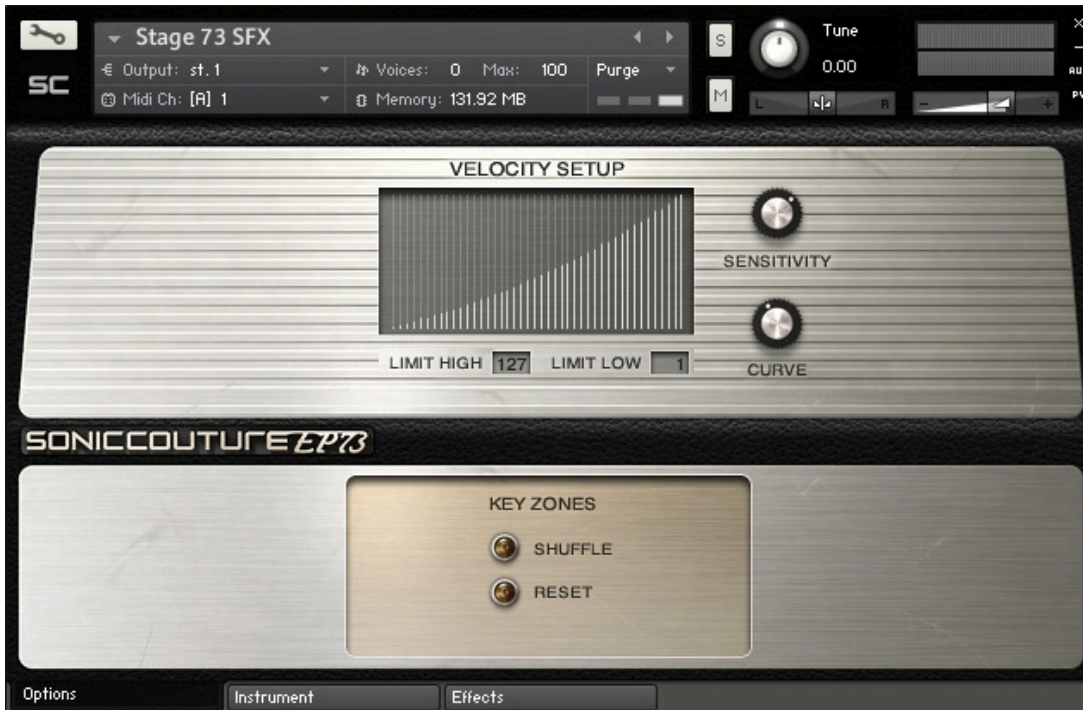 Stage 73 SFX
S
Tune
0.00
SC
Output: st. 1
Voices: 0 Max: 100
Purge
Midi Ch: [A] 1
Memory: 131.92 MB
M
L
R
-
+
AU
PV
VELOCITY SETUP
SENSITIVITY
LIMIT HIGH 127 LIMIT LOW 1
CURVE
SONICCOUTURE EP73
KEY ZONES
SHUFFLE
RESET
Options
Instrument
Effects